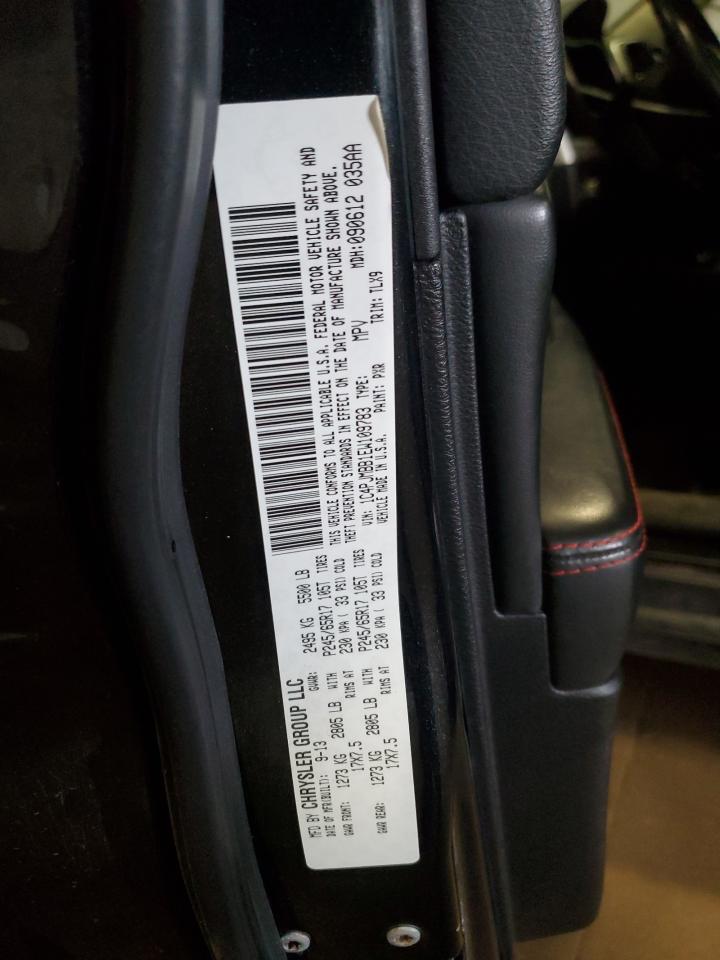 MFD BY CHRYSLER GROUP LLC
DATE OF MFR(BUILT): 9-13 GVWR: 2495 KG 5500 LB
GAWR FRONT: 1273 KG 2805 LB WITH P245/65R17 105T TIRES
17X7.5 RIMS AT 230 KPA ( 33 PSI) COLD
GAWR REAR: 1273 KG 2805 LB WITH P245/65R17 105T TIRES
17X7.5 RIMS AT 230 KPA ( 33 PSI) COLD
THIS VEHICLE CONFORMS TO ALL APPLICABLE U.S.A. FEDERAL MOTOR VEHICLE SAFETY AND
THEFT PREVENTION STANDARDS IN EFFECT ON THE DATE OF MANUFACTURE SHOWN ABOVE.
VIN: 1C4PJMBB1EW109783 TYPE: MPV MDH:090612 035AA
VEHICLE MADE IN U.S.A. PAINT: PXR TRIM: TLX9